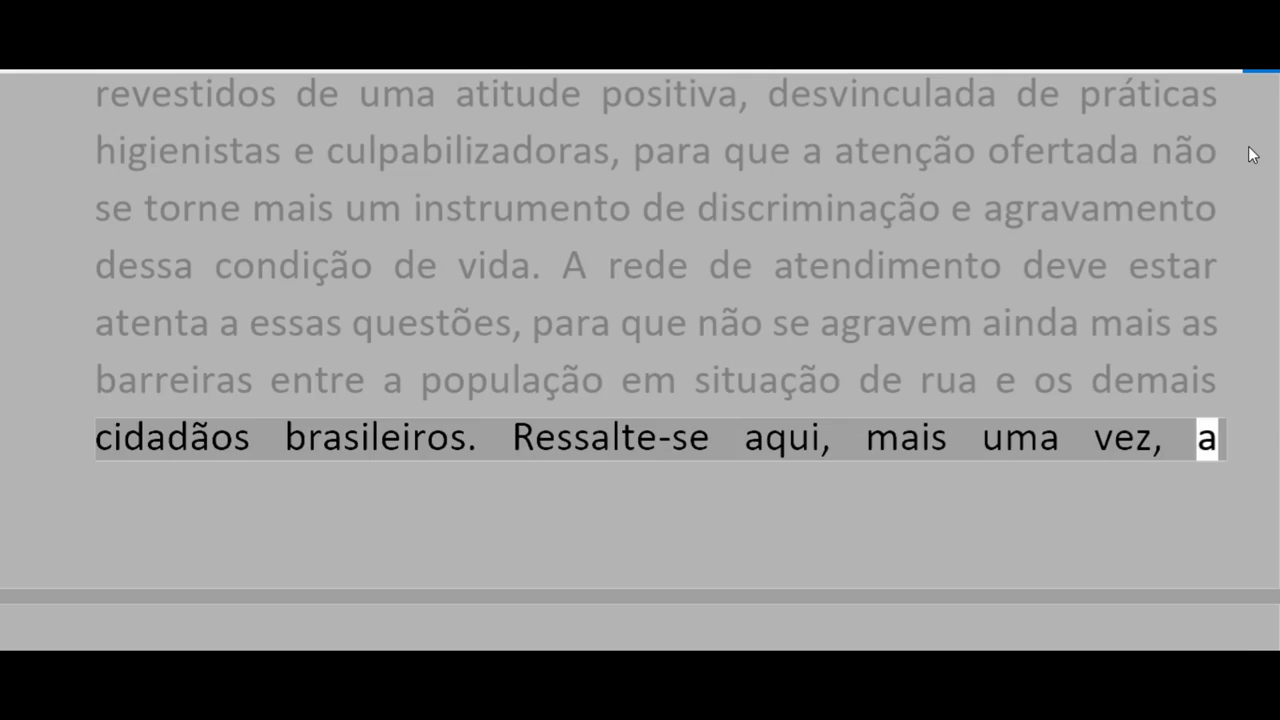 revestidos de uma atitude positiva, desvinculada de práticas
higienistas e culpabilizadoras, para que a atenção ofertada não
se torne mais um instrumento de discriminação e agravamento
dessa condição de vida. A rede de atendimento deve estar
atenta a essas questões, para que não se agravem ainda mais as
barreiras entre a população em situação de rua e os demais
cidadãos brasileiros. Ressalte-se aqui, mais uma vez, a